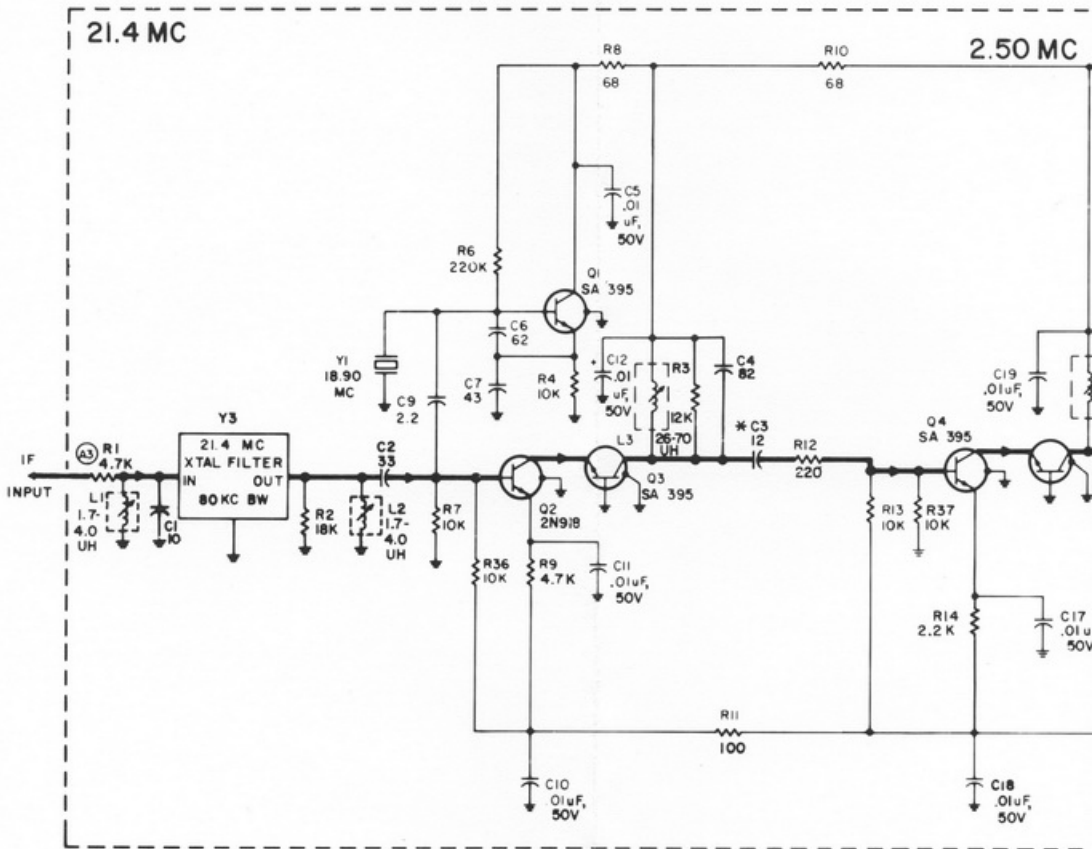 21.4 MC
2.50 MC
R8
68
R10
68
C5
.01
uF,
50V
R6
220K
Q1
SA 395
C6
62
Y1
18.90
MC
C9
2.2
C7
43
R4
10K
C12
.01
uF,
50V
R3
12K
C4
82
C19
.01uF,
50V
L3
26-70
UH
*C3
12
R12
220
Q4
SA 395
Y3
21.4 MC
XTAL FILTER
IN OUT
80KC BW
A3
R1
4.7K
IF
INPUT
L1
1.7-
4.0
UH
C1
10
R2
18K
C2
33
L2
1.7-
4.0
UH
R7
10K
Q2
2N918
Q3
SA 395
R13
10K
R37
10K
R36
10K
R9
4.7K
C11
.01uF,
50V
R14
2.2K
C17
.01u
50V
R11
100
C10
.01uF,
50V
C18
.01uF,
50V